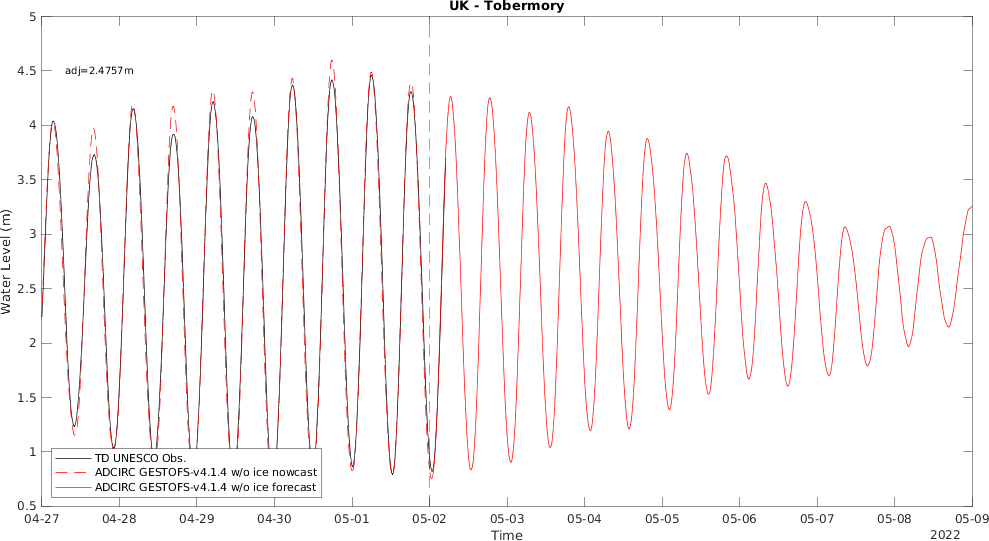 UK - Tobermory
adj=2.4757m
Water Level (m)
5
4.5
4
3.5
3
2.5
2
1.5
1
0.5
TD UNESCO Obs.
ADCIRC GESTOFS-v4.1.4 w/o ice nowcast
ADCIRC GESTOFS-v4.1.4 w/o ice forecast
04-27 04-28 04-29 04-30 05-01 05-02 05-03 05-04 05-05 05-06 05-07 05-08 05-09
Time
2022